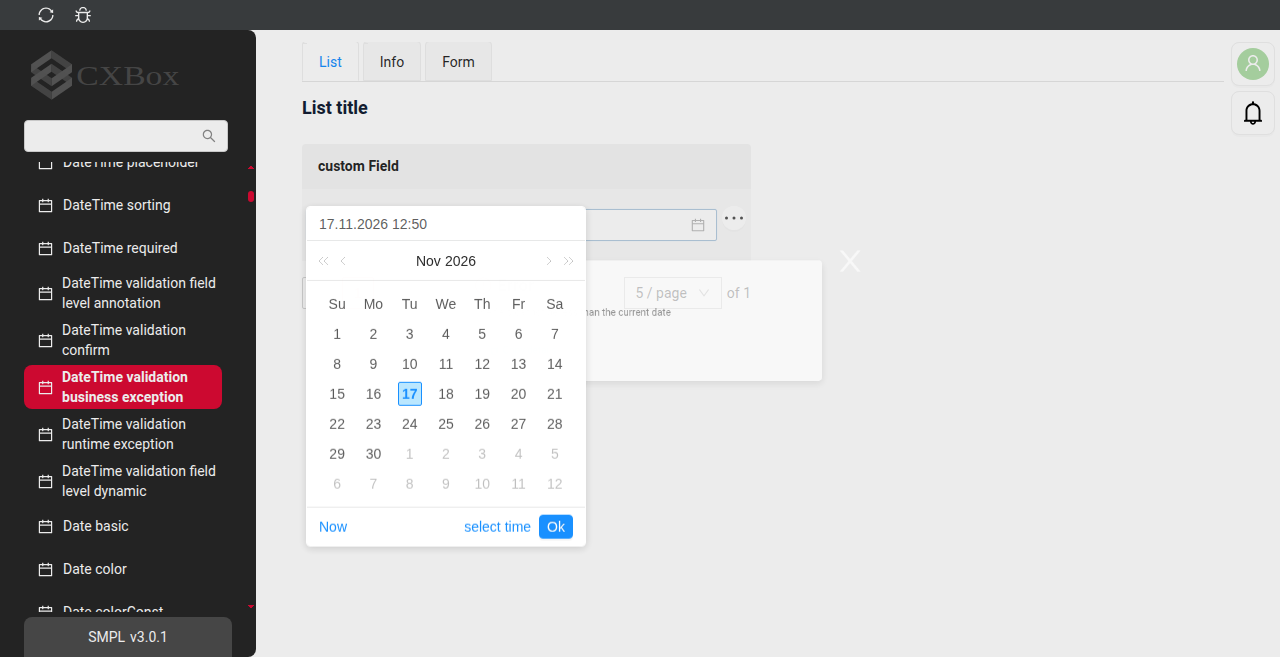 CXBox
List
Info
Form
List title
custom Field
DateTime placeholder
DateTime sorting
DateTime required
DateTime validation field
level annotation
DateTime validation
confirm
DateTime validation
business exception
DateTime validation
runtime exception
DateTime validation field
level dynamic
Date basic
Date color
Date colorConst
SMPL v3.0.1
17.11.2026 12:50
Nov 2026
Su Mo Tu We Th Fr Sa
1 2 3 4 5 6 7
8 9 10 11 12 13 14
15 16 17 18 19 20 21
22 23 24 25 26 27 28
29 30 1 2 3 4 5
6 7 8 9 10 11 12
Now
select time
Ok
5 / page
of 1
han the current date